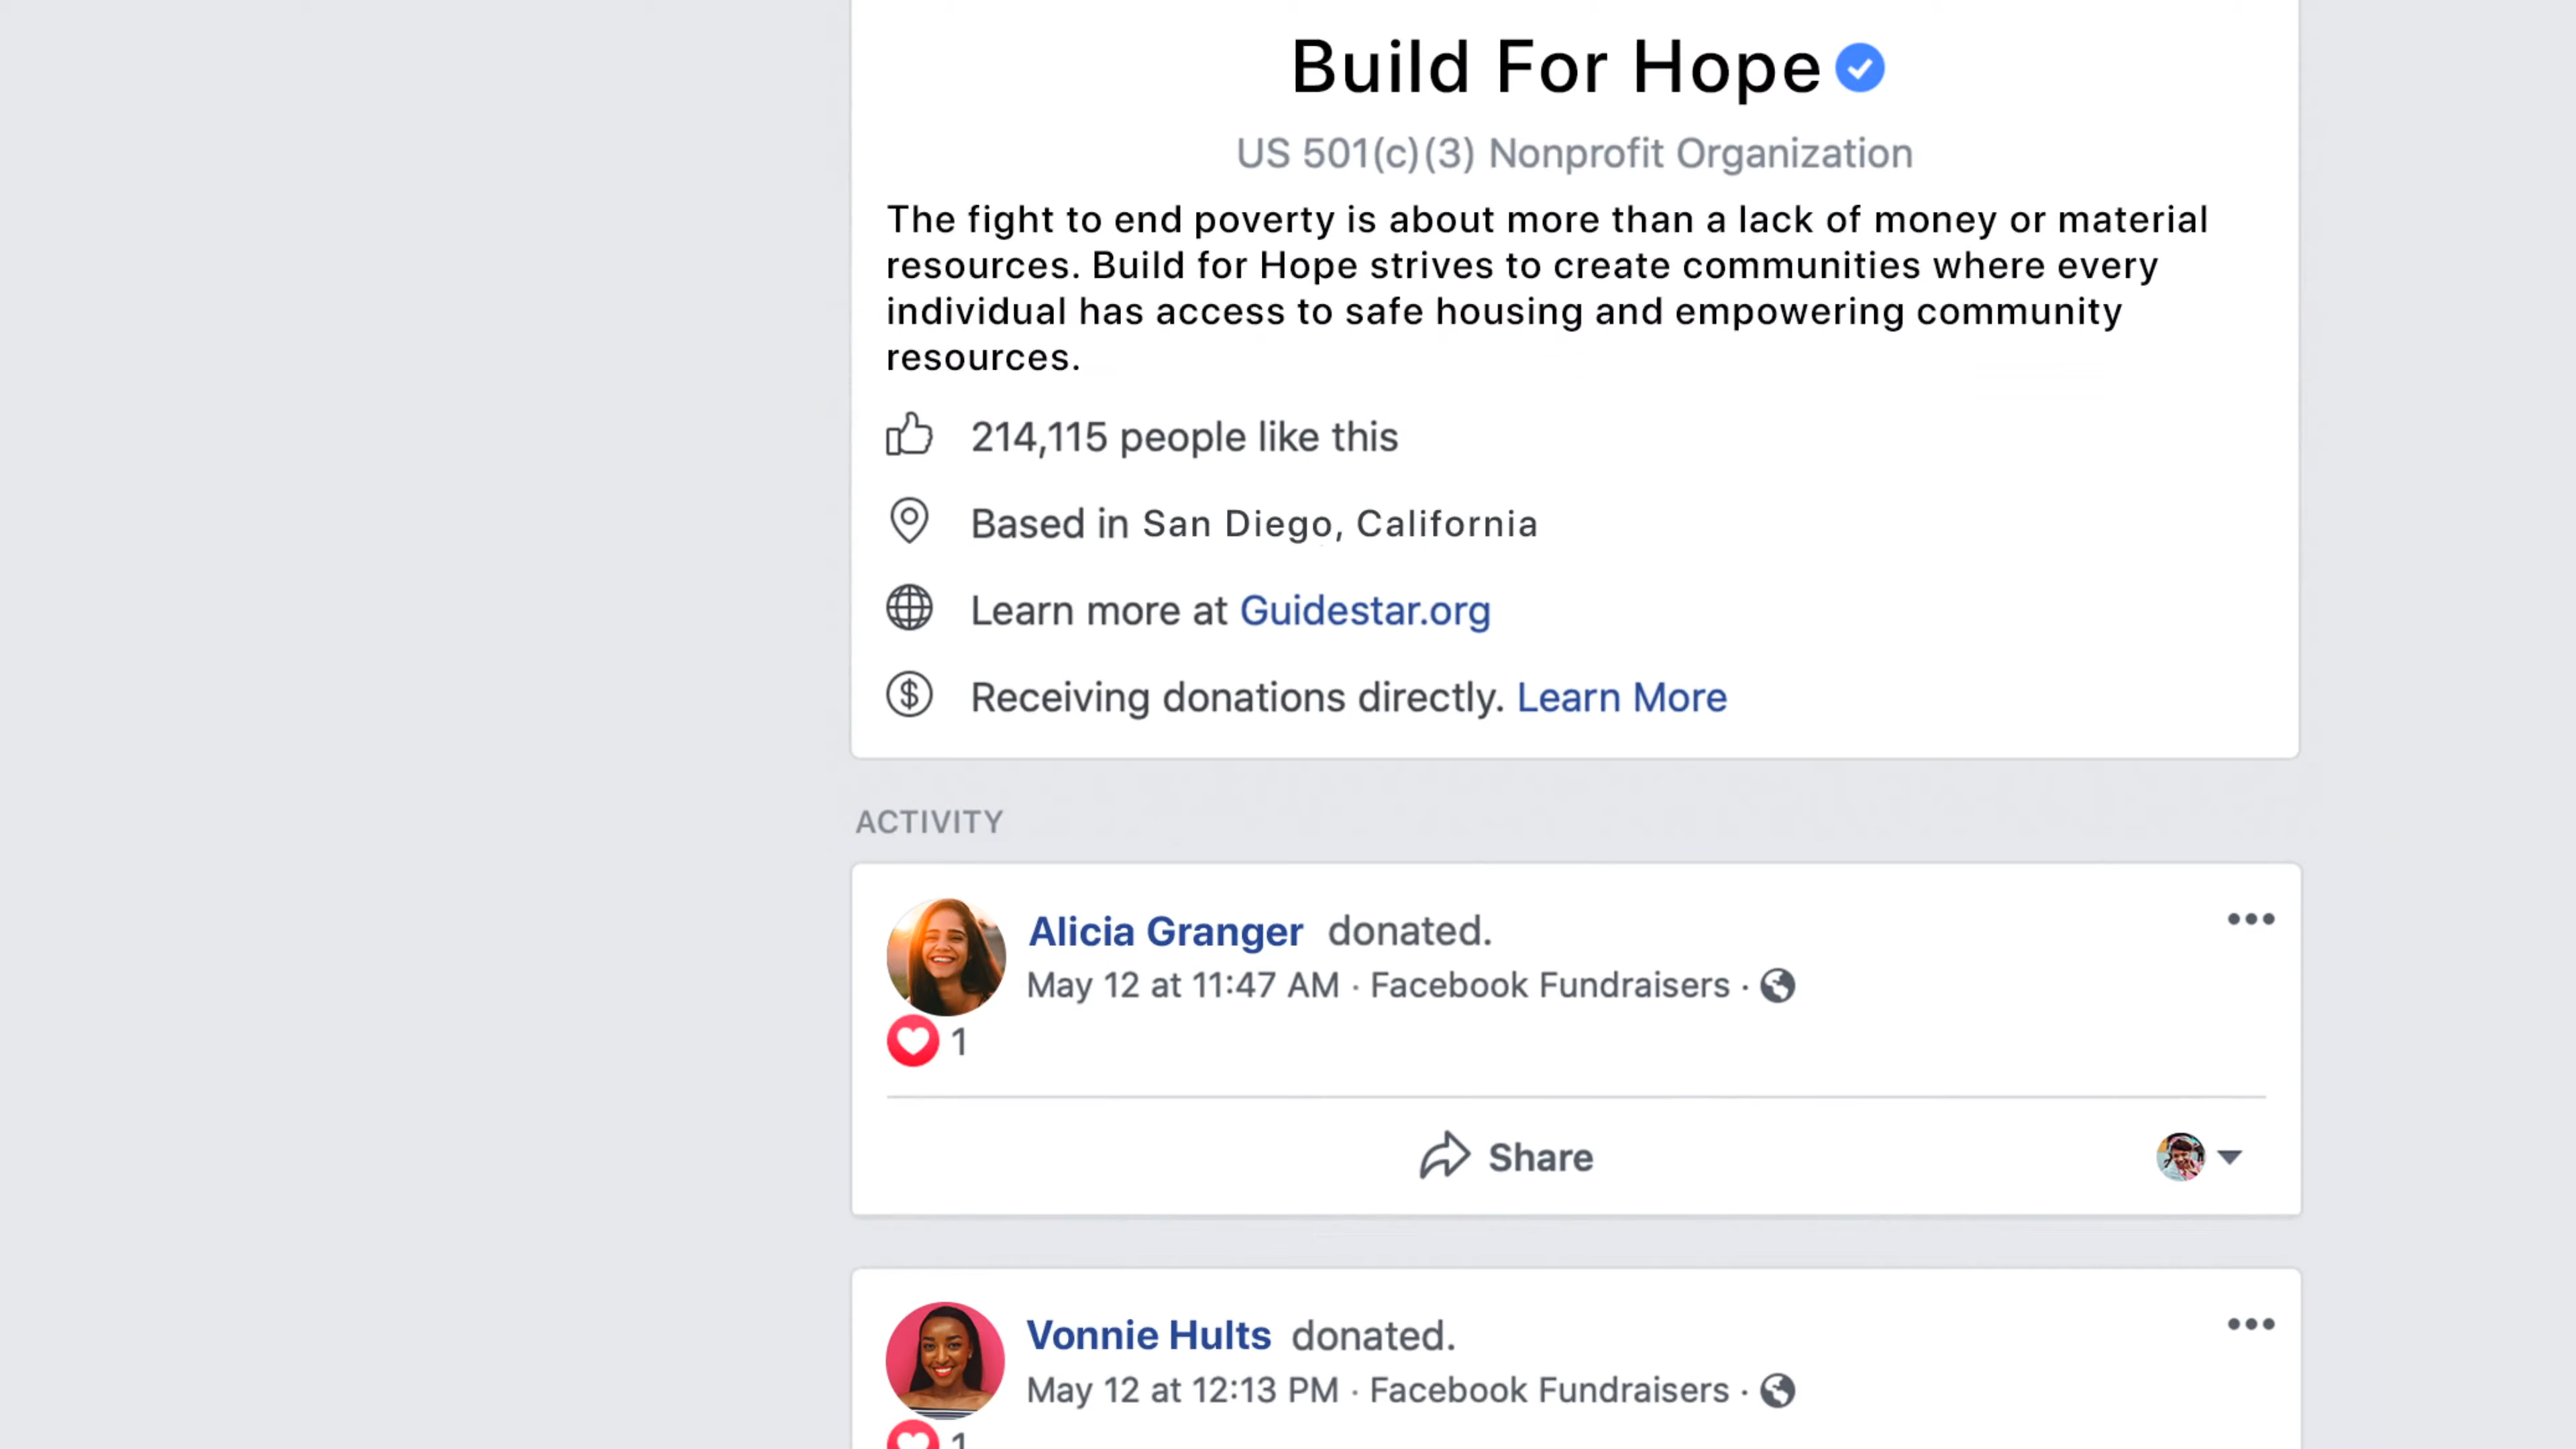 Build For Hope
US 501(c)(3) Nonprofit Organization
The fight to end poverty is about more than a lack of money or material
resources. Build for Hope strives to create communities where every
individual has access to safe housing and empowering community
resources.
214,115 people like this
Based in San Diego, California
Learn more at Guidestar.org
Receiving donations directly. Learn More
ACTIVITY
Alicia Granger donated.
May 12 at 11:47 AM · Facebook Fundraisers ·
1
Share
Vonnie Hults donated.
May 12 at 12:13 PM · Facebook Fundraisers ·
1